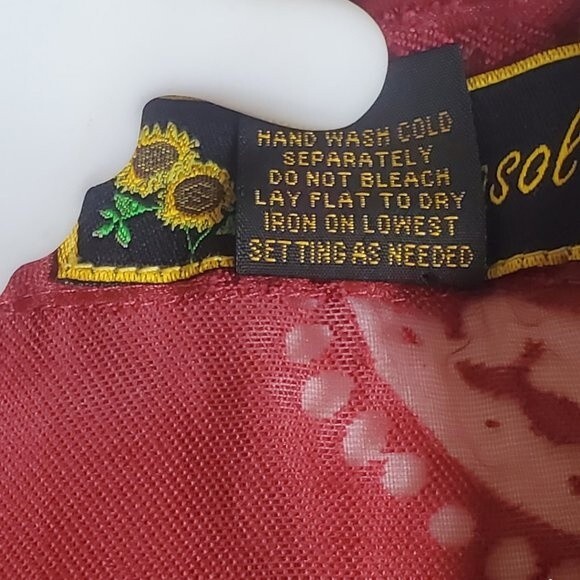 HAND WASH COLD
SEPARATELY
DO NOT BLEACH
LAY FLAT TO DRY
IRON ON LOWEST
SETTING AS NEEDED